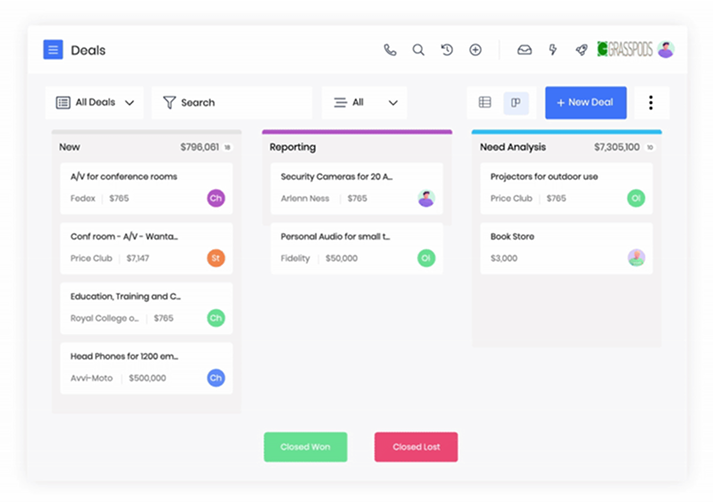 Deals
GRASSPODS
All Deals
Search
All
+ New Deal
New $796,061 18
A/V for conference rooms
Fedex $765
Ch
Conf room - A/V - Wanta...
Price Club $7,147
St
Education, Training and C...
Royal College o... $765
Ch
Head Phones for 1200 em...
Avvi-Moto $500,000
Ch
Reporting
Security Cameras for 20 A...
Arlenn Ness $765
Personal Audio for small t...
Fidelity $50,000
Ol
Need Analysis $7,305,100 10
Projectors for outdoor use
Price Club $765
Ol
Book Store
$3,000
Closed Won
Closed Lost